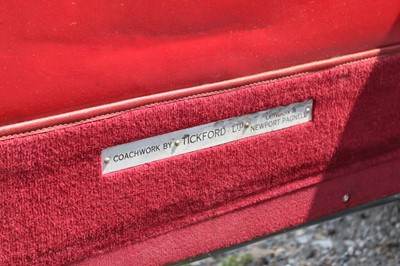 COACHWORK BY TICKFORD LTD LONDON &
NEWPORT PAGNELL